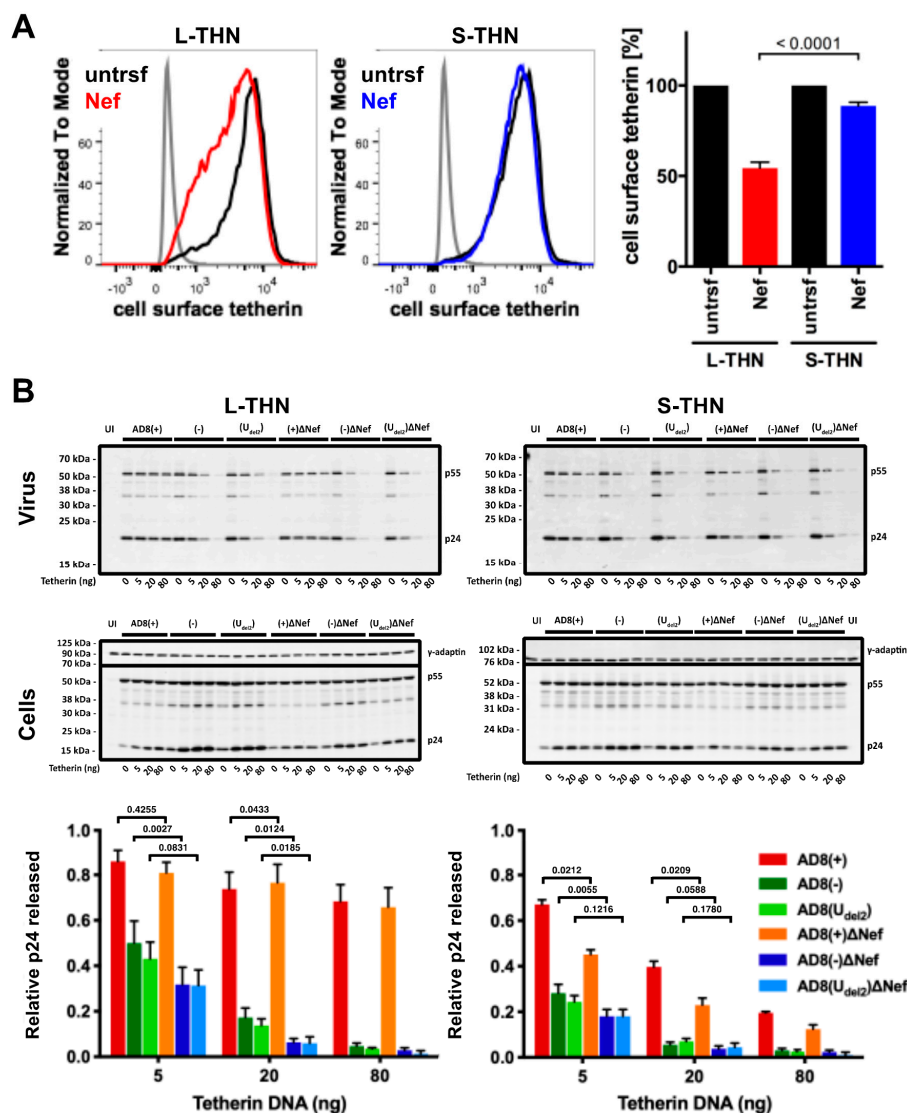 A
L-THN
untrsf
Nef
Normalized To Mode
60
40
20
0
-10³ 0 10³ 10⁴
cell surface tetherin
S-THN
untrsf
Nef
Normalized To Mode
60
40
20
0
-10³ 0 10³ 10⁴
cell surface tetherin
< 0.0001
cell surface tetherin [%]
100
50
0
untrsf Nef untrsf Nef
L-THN S-THN
B
L-THN
UI AD8(+) (-) (Udel2) (+)ΔNef (-)ΔNef (Udel2)ΔNef
Virus
70 kDa -
50 kDa -
38 kDa -
30 kDa -
25 kDa -
15 kDa -
p55
p24
Tetherin (ng) 0 5 20 80 0 5 20 80 0 5 20 80 0 5 20 80 0 5 20 80 0 5 20 80
S-THN
UI AD8(+) (-) (Udel2) (+)ΔNef (-)ΔNef (Udel2)ΔNef
70 kDa -
50 kDa -
38 kDa -
30 kDa -
25 kDa -
15 kDa -
p55
p24
Tetherin (ng) 0 5 20 80 0 5 20 80 0 5 20 80 0 5 20 80 0 5 20 80 0 5 20 80
UI AD8(+) (-) (Udel2) (+)ΔNef (-)ΔNef (Udel2)ΔNef
Cells
125 kDa -
90 kDa -
70 kDa -
50 kDa -
38 kDa -
30 kDa -
25 kDa -
15 kDa -
γ-adaptin
p55
p24
Tetherin (ng) 0 5 20 80 0 5 20 80 0 5 20 80 0 5 20 80 0 5 20 80 0 5 20 80
UI AD8(+) (-) (Udel2) (+)ΔNef (-)ΔNef (Udel2)ΔNef UI
102 kDa -
76 kDa -
52 kDa -
38 kDa -
31 kDa -
24 kDa -
γ-adaptin
p55
p24
Tetherin (ng) 0 5 20 80 0 5 20 80 0 5 20 80 0 5 20 80 0 5 20 80 0 5 20 80
0.4255
0.0027
0.0831
0.0433
0.0124
0.0185
Relative p24 released
1.0
0.8
0.6
0.4
0.2
0.0
5 20 80
Tetherin DNA (ng)
0.0212
0.0055
0.1216
0.0209
0.0588
0.1780
Relative p24 released
1.0
0.8
0.6
0.4
0.2
0.0
5 20 80
Tetherin DNA (ng)
AD8(+)
AD8(-)
AD8(Udel2)
AD8(+)ΔNef
AD8(-)ΔNef
AD8(Udel2)ΔNef